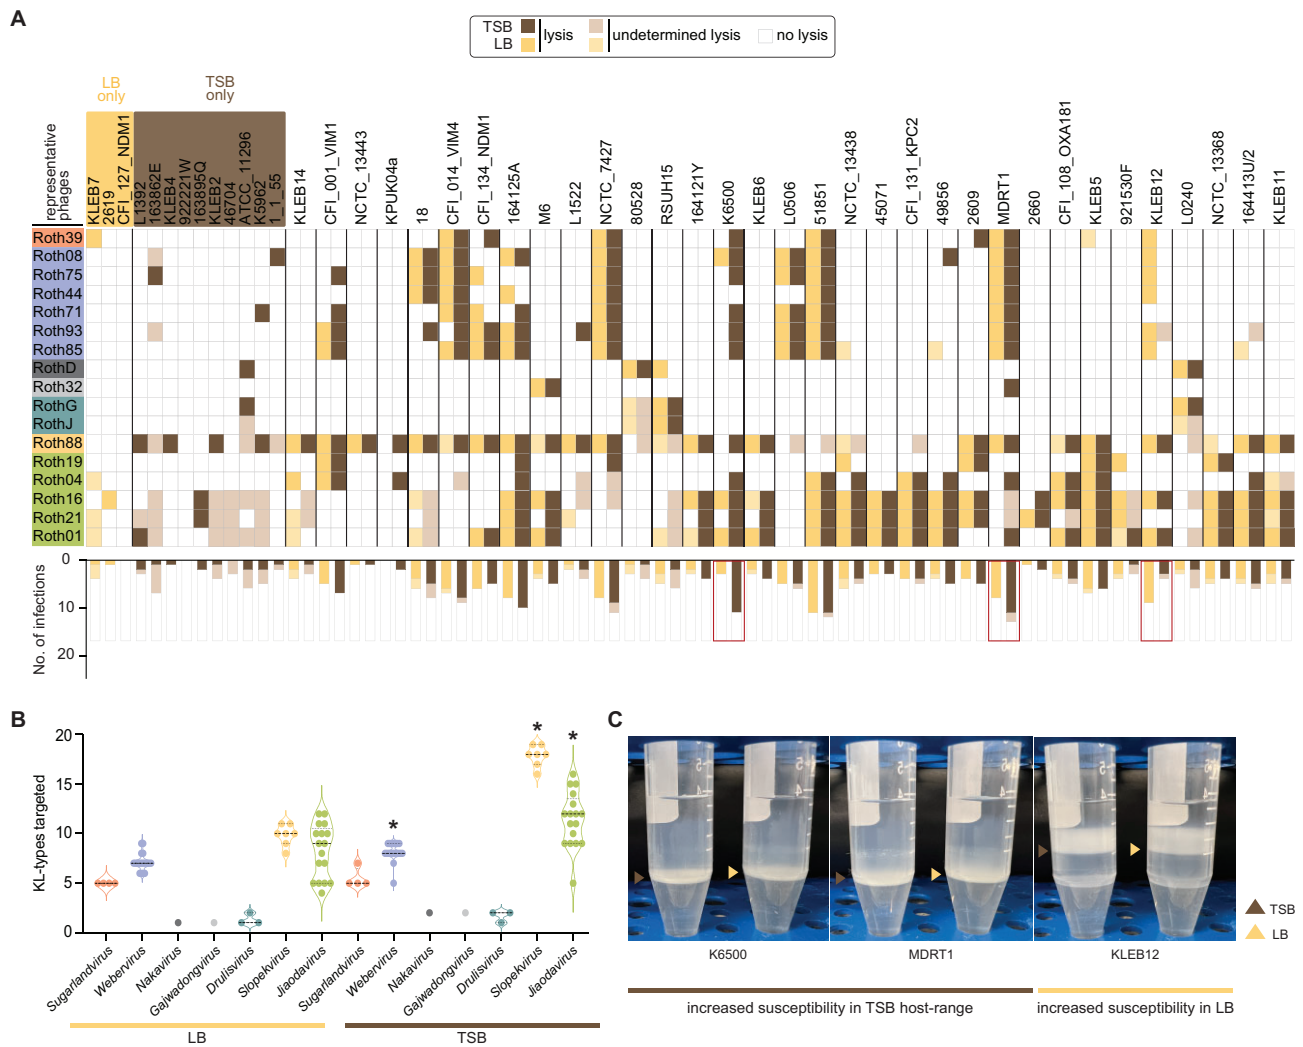 A
TSB
LB
lysis
undetermined lysis
no lysis
LB
only
TSB
only
representative
phages
KLEB7
2619
CFI_127_NDM1
L1392
163862E
KLEB4
922221W
163895Q
KLEB2
46704
ATCC_11296
K5962
1_1_55
KLEB14
CFI_001_VIM1
NCTC_13443
KPUK04a
18
CFI_014_VIM4
CFI_134_NDM1
164125A
M6
L1522
NCTC_7427
80528
RSUH15
164121Y
K6500
KLEB6
L0506
51851
NCTC_13438
45071
CFI_131_KPC2
49856
2609
MDRT1
2660
CFI_108_OXA181
KLEB5
921530F
KLEB12
L0240
NCTC_13368
164413U/2
KLEB11
Roth39
Roth08
Roth75
Roth44
Roth71
Roth93
Roth85
RothD
Roth32
RothG
RothJ
Roth88
Roth19
Roth04
Roth16
Roth21
Roth01
No. of infections
0
10
20
B
KL-types targeted
20
15
10
5
0
*
*
*
Sugarlandvirus
Webervirus
Nakavirus
Gajwadongvirus
Drulisvirus
Slopekvirus
Jiaodavirus
Sugarlandvirus
Webervirus
Nakavirus
Gajwadongvirus
Drulisvirus
Slopekvirus
Jiaodavirus
LB
TSB
C
TSB
LB
K6500
MDRT1
KLEB12
increased susceptibility in TSB host-range
increased susceptibility in LB